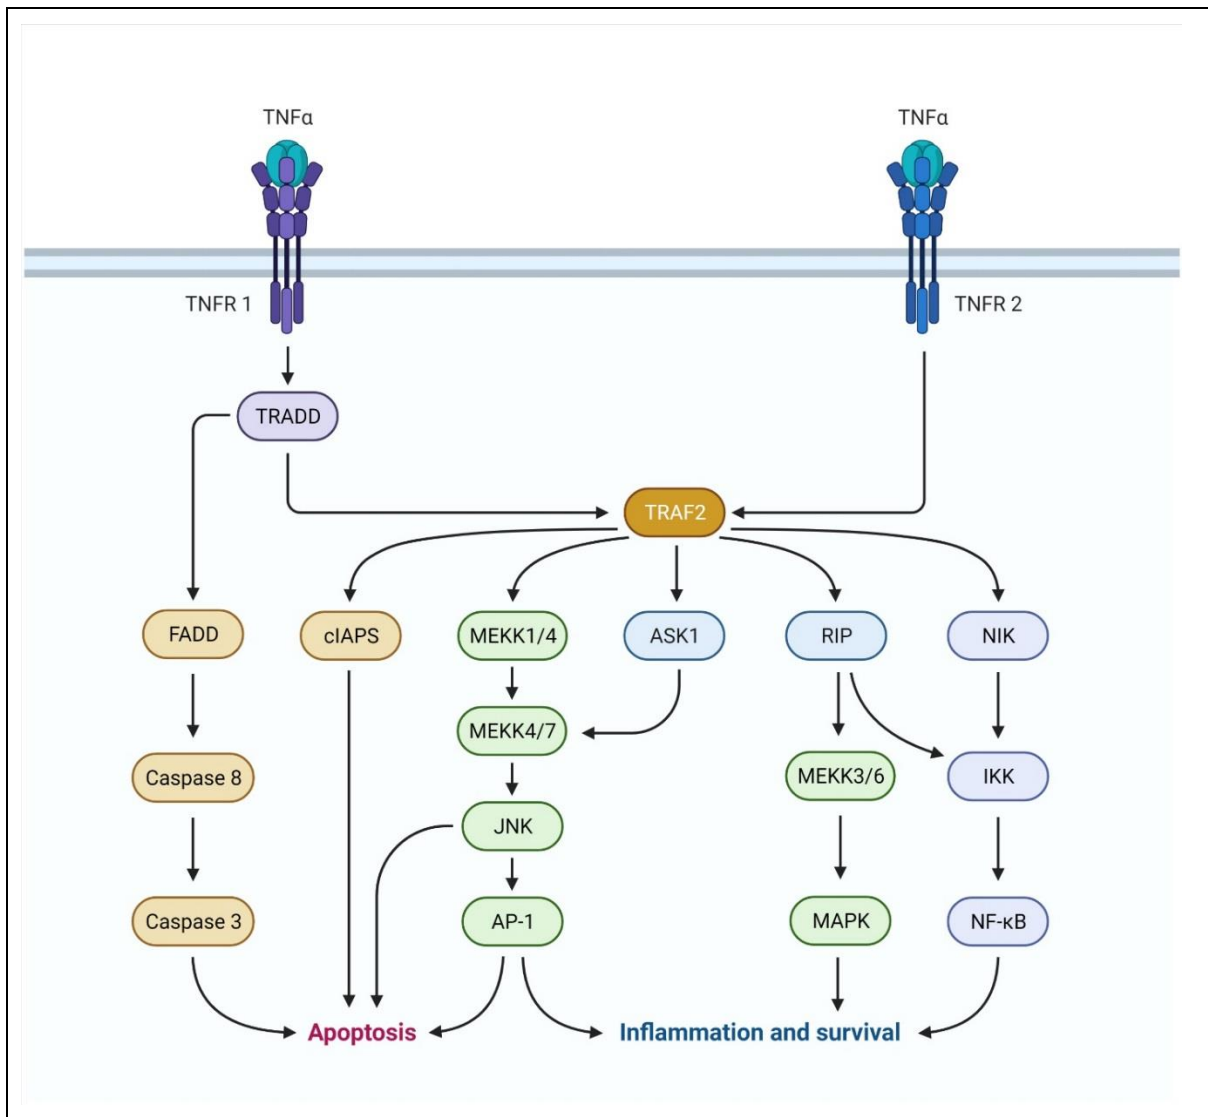 TNFα
TNFα
TNFR 1
TNFR 2
TRADD
TRAF2
FADD
cIAPS
MEKK1/4
ASK1
RIP
NIK
MEKK4/7
Caspase 8
MEKK3/6
IKK
JNK
Caspase 3
AP-1
MAPK
NF-κB
Apoptosis
Inflammation and survival